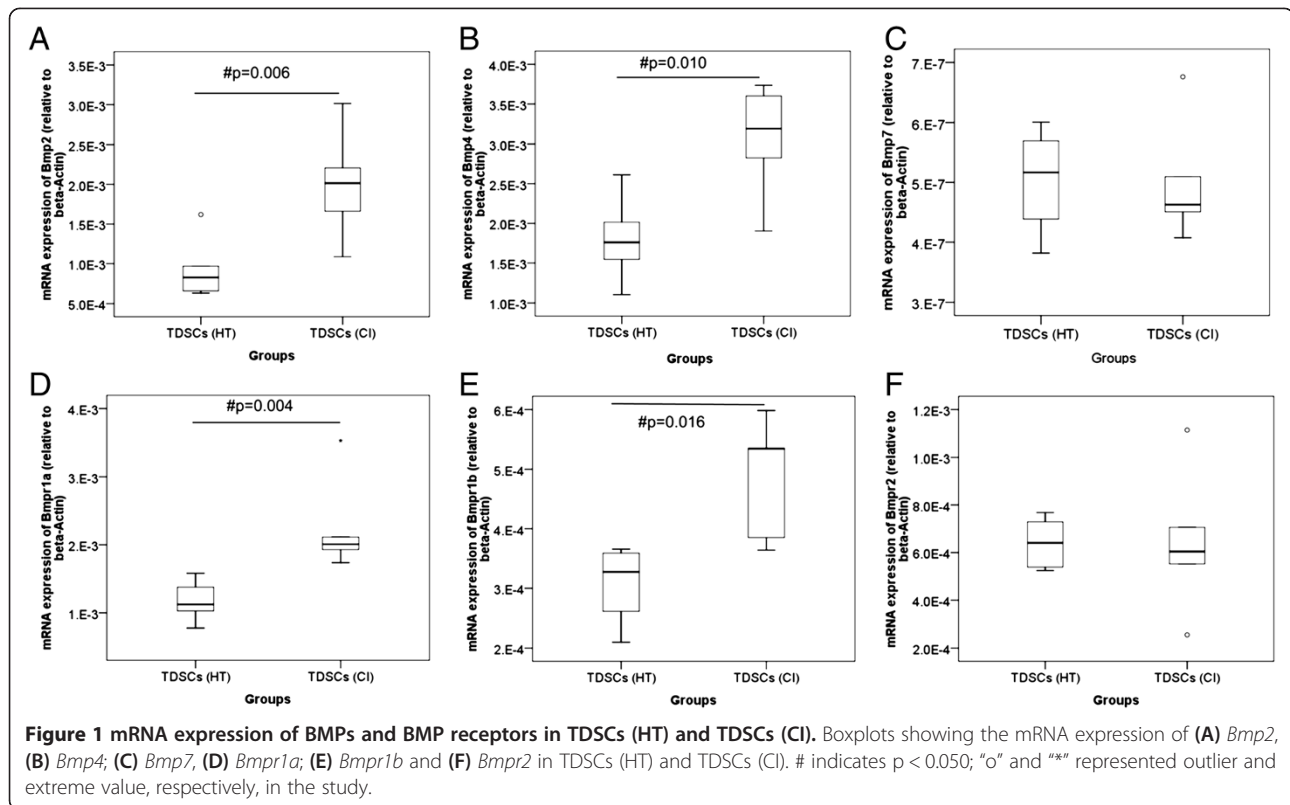 A
mRNA expression of Bmp2 (relative to
beta-Actin)
3.5E-3
3.0E-3
2.5E-3
2.0E-3
1.5E-3
1.0E-3
5.0E-4
#p=0.006
TDSCs (HT)
TDSCs (CI)
Groups
B
mRNA expression of Bmp4 (relative to
beta-Actin)
4.0E-3
3.5E-3
3.0E-3
2.5E-3
2.0E-3
1.5E-3
1.0E-3
#p=0.010
TDSCs (HT)
TDSCs (CI)
Groups
C
mRNA expression of Bmp7 (relative to
beta-Actin)
7.E-7
6.E-7
5.E-7
4.E-7
3.E-7
TDSCs (HT)
TDSCs (CI)
Groups
D
mRNA expression of Bmpr1a (relative to
beta-Actin)
4.E-3
3.E-3
2.E-3
1.E-3
#p=0.004
TDSCs (HT)
TDSCs (CI)
Groups
E
mRNA expression of Bmpr1b (relative to
beta-Actin)
6.E-4
5.E-4
4.E-4
3.E-4
2.E-4
#p=0.016
TDSCs (HT)
TDSCs (CI)
Groups
F
mRNA expression of Bmpr2 (relative to
beta-Actin)
1.2E-3
1.0E-3
8.0E-4
6.0E-4
4.0E-4
2.0E-4
TDSCs (HT)
TDSCs (CI)
Groups
Figure 1 mRNA expression of BMPs and BMP receptors in TDSCs (HT) and TDSCs (CI). Boxplots showing the mRNA expression of (A) Bmp2,
(B) Bmp4; (C) Bmp7, (D) Bmpr1a; (E) Bmpr1b and (F) Bmpr2 in TDSCs (HT) and TDSCs (CI). # indicates p < 0.050; "o" and "*" represented outlier and
extreme value, respectively, in the study.